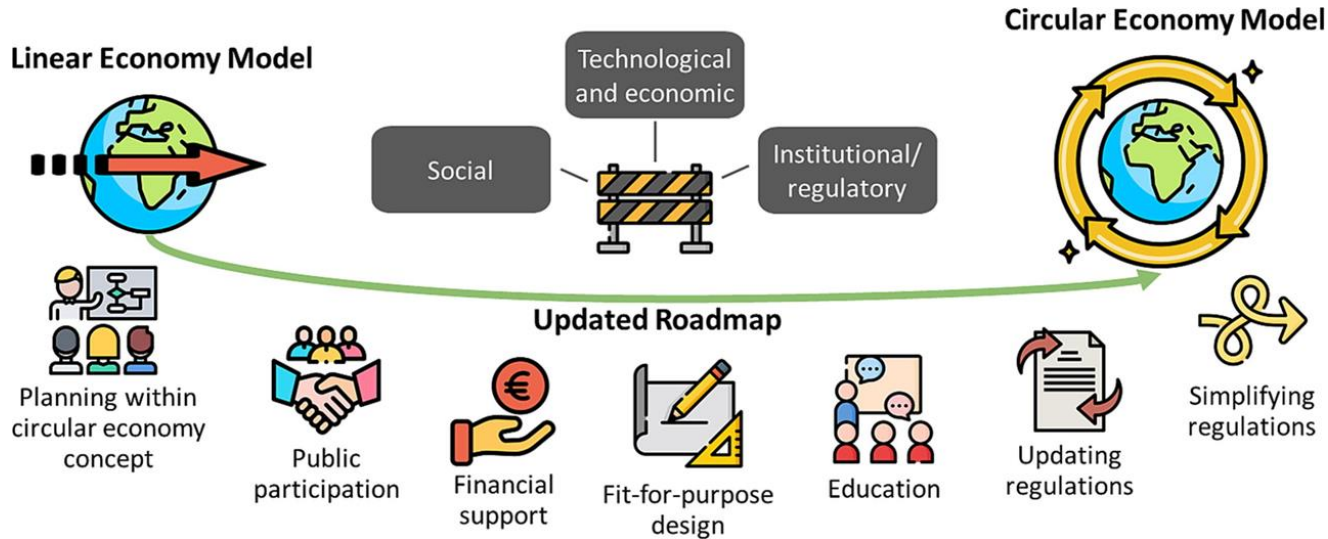 Linear Economy Model
Technological
and economic
Social
Institutional/
regulatory
Circular Economy Model
Updated Roadmap
Planning within
circular economy
concept
Public
participation
€
Financial
support
Fit-for-purpose
design
Education
Updating
regulations
Simplifying
regulations